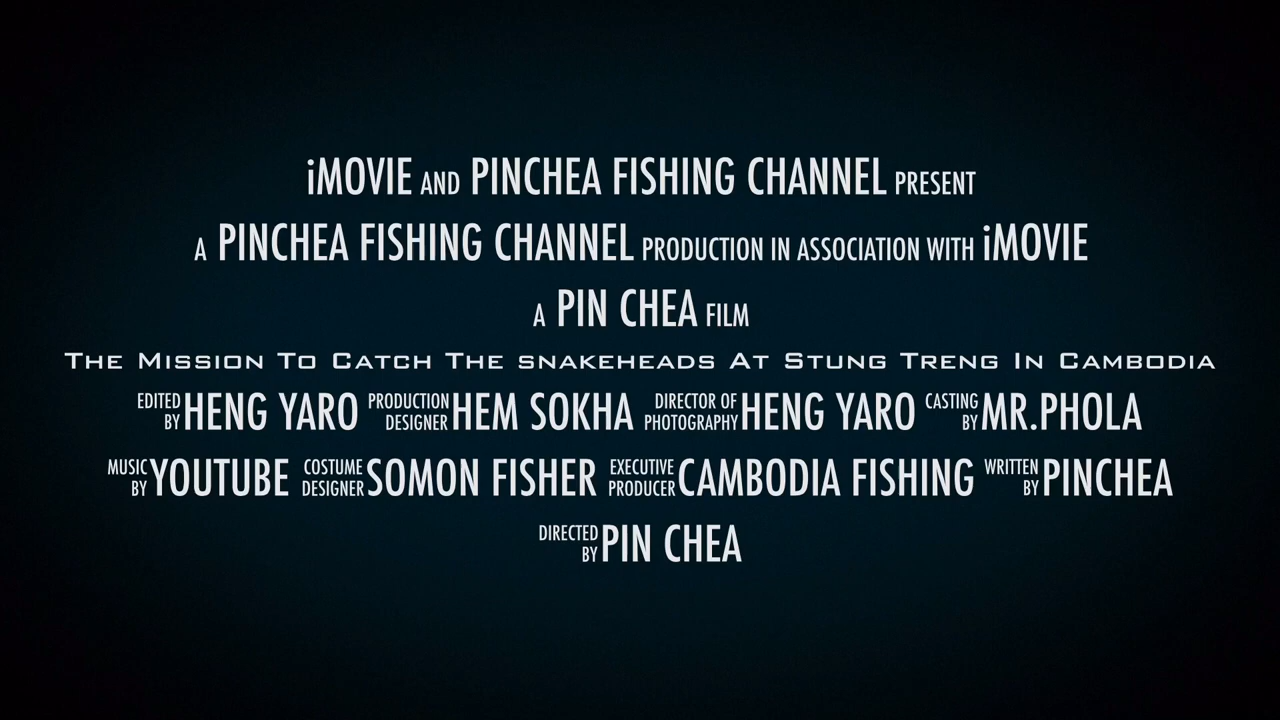 iMOVIE AND PINCHEA FISHING CHANNEL PRESENT
A PINCHEA FISHING CHANNEL PRODUCTION IN ASSOCIATION WITH iMOVIE
A PIN CHEA FILM
THE MISSION TO CATCH THE SNAKEHEADS AT STUNG TRENG IN CAMBODIA
EDITED BY HENG YARO PRODUCTION DESIGNER HEM SOKHA DIRECTOR OF PHOTOGRAPHY HENG YARO CASTING BY MR.PHOLA
MUSIC BY YOUTUBE COSTUME DESIGNER SOMON FISHER EXECUTIVE PRODUCER CAMBODIA FISHING WRITTEN BY PINCHEA
DIRECTED BY PIN CHEA